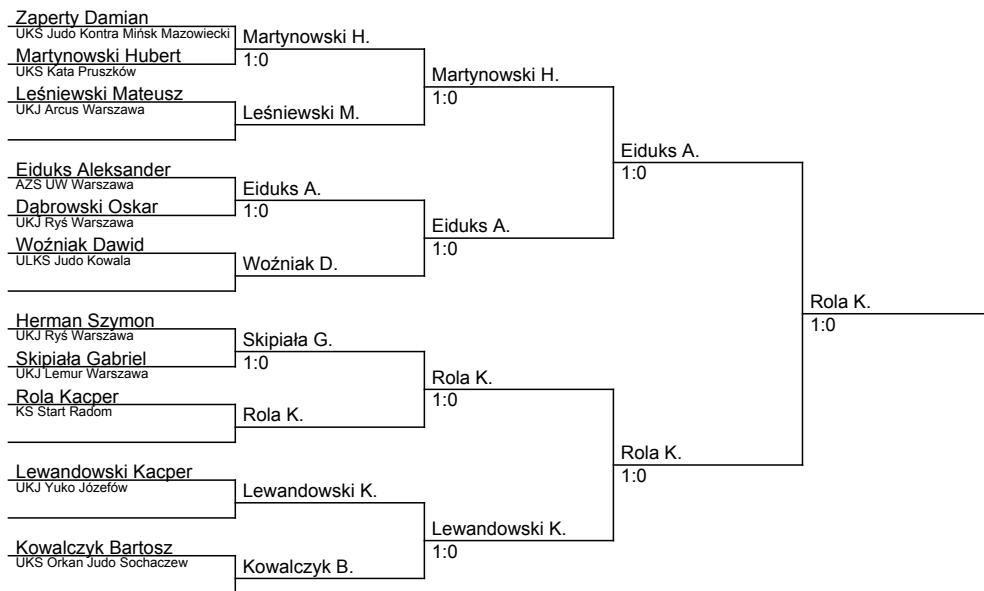 Zaperty Damian
UKS Judo Kontra Mińsk Mazowiecki
Martynowski Hubert
UKS Kata Pruszków
Leśniewski Mateusz
UKJ Arcus Warszawa
Eiduks Aleksander
AZS UW Warszawa
Dąbrowski Oskar
UKJ Ryś Warszawa
Woźniak Dawid
ULKS Judo Kowala
Herman Szymon
UKJ Ryś Warszawa
Skipiała Gabriel
UKJ Lemur Warszawa
Rola Kacper
KS Start Radom
Lewandowski Kacper
UKJ Yuko Józefów
Kowalczyk Bartosz
UKS Orkan Judo Sochaczew
Martynowski H.
1:0
Leśniewski M.
Eiduks A.
1:0
Woźniak D.
Skipiała G.
1:0
Rola K.
Lewandowski K.
Kowalczyk B.
Martynowski H.
1:0
Eiduks A.
1:0
Rola K.
1:0
Lewandowski K.
1:0
Eiduks A.
1:0
Rola K.
1:0
Rola K.
1:0